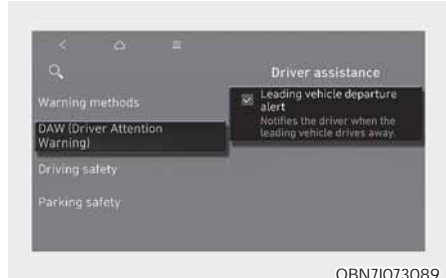 Driver assistance
Warning methods
DAW (Driver Attention
Warning)
Driving safety
Parking safety
Leading vehicle departure
alert
Notifies the driver when the
leading vehicle drives away.
OBN7I073089